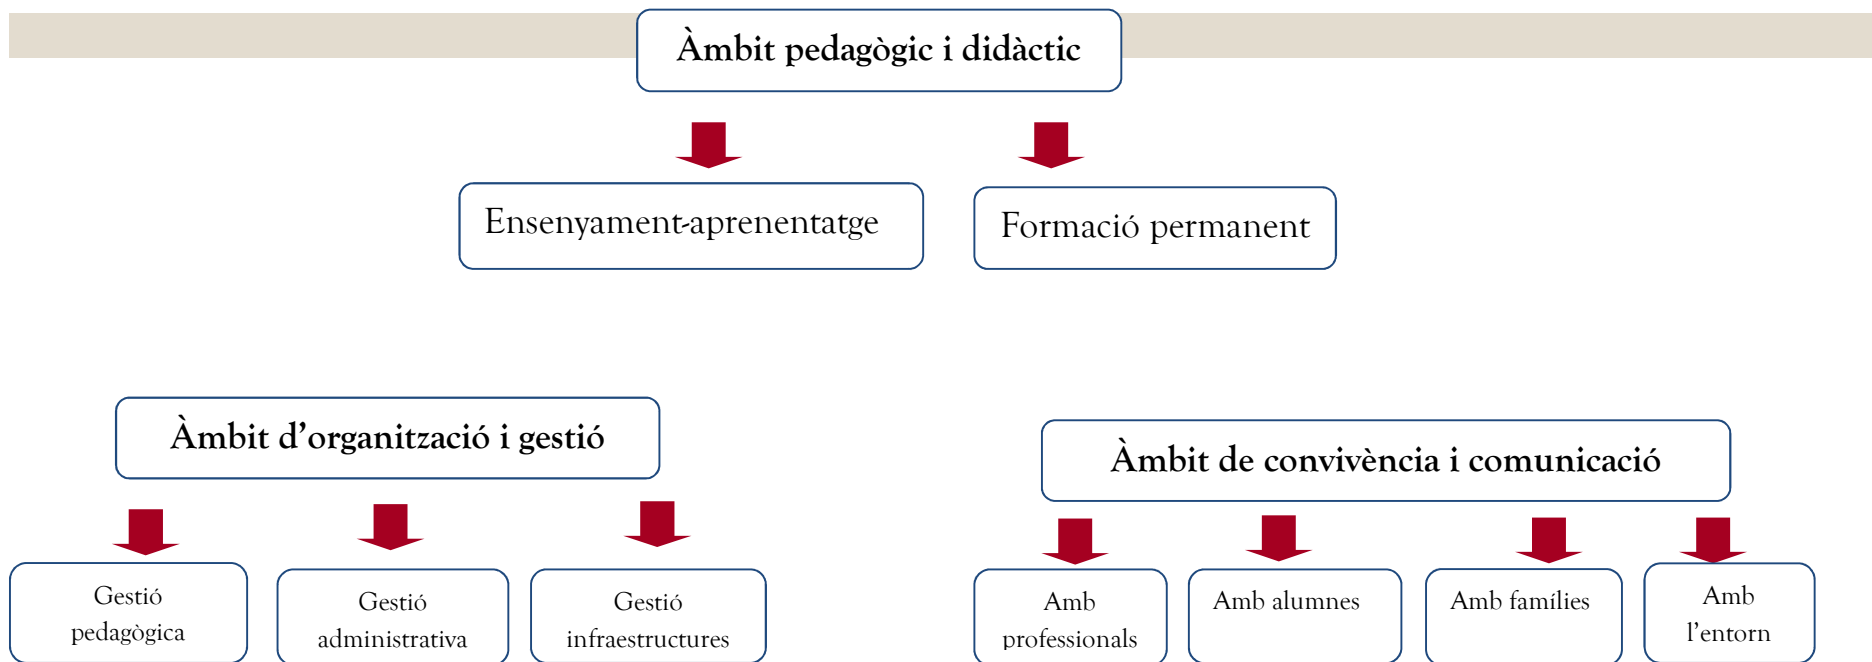 Àmbit pedagògic i didàctic
Ensenyament-aprenentatge
Formació permanent
Àmbit d’organització i gestió
Gestió
pedagògica
Gestió
administrativa
Gestió
infraestructures
Àmbit de convivència i comunicació
Amb
professionals
Amb alumnes
Amb famílies
Amb
l’entorn